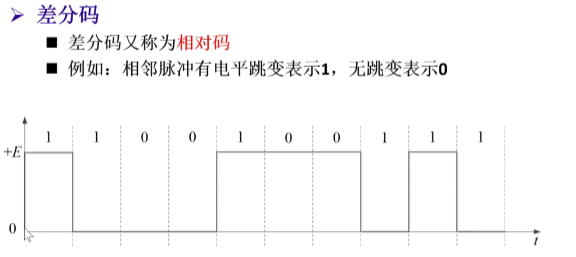 差分码
差分码又称为相对码
例如：相邻脉冲有电平跳变表示1，无跳变表示0
1 1 0 0 1 0 0 1 1 1
+E
0
t